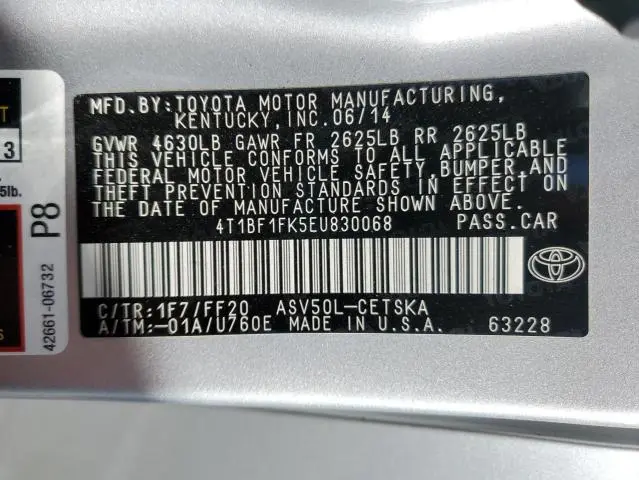 MFD.BY:TOYOTA MOTOR MANUFACTURING,
KENTUCKY,INC.06/14
GVWR 4630LB GAWR FR 2625LB RR 2625LB
THIS VEHICLE CONFORMS TO ALL APPLICABLE
FEDERAL MOTOR VEHICLE SAFETY,BUMPER,AND
THEFT PREVENTION STANDARDS IN EFFECT ON
THE DATE OF MANUFACTURE SHOWN ABOVE.
4T1BF1FK5EU830068 PASS.CAR
C/TR:1F7/FF20 ASV50L-CETSKA
A/TM:-01A/U760E MADE IN U.S.A. 63228
TOYOTA
3
5lb.
P8
42661-06732